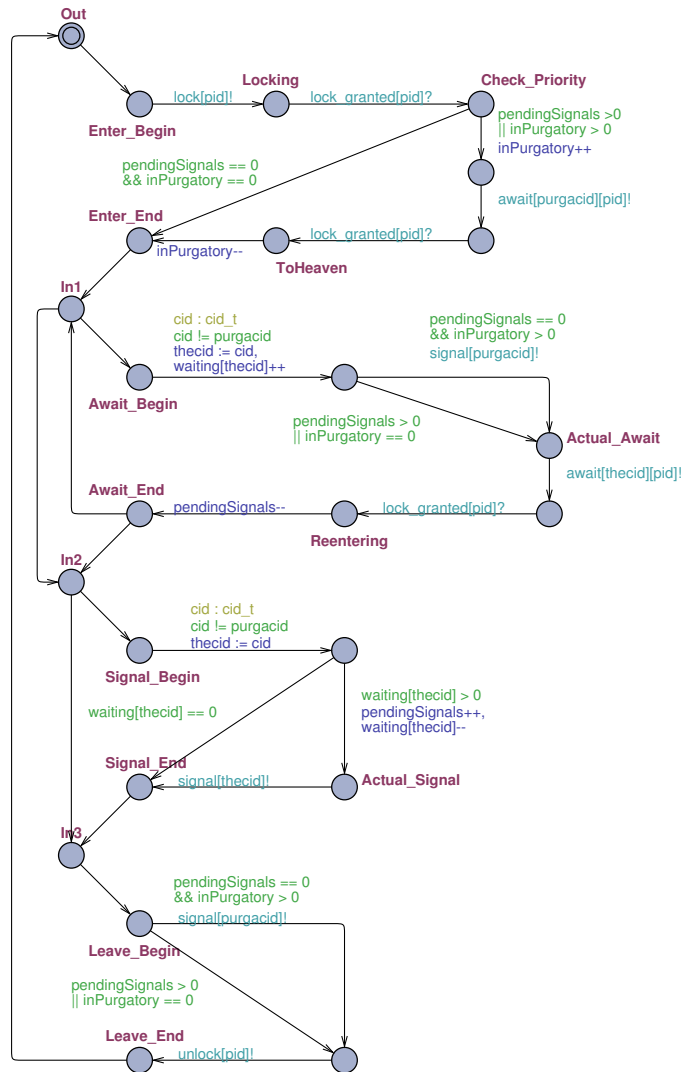 Out
lock[pid]!
Locking
lock_granted[pid]?
Check_Priority
Enter_Begin
pendingSignals >0
|| inPurgatory > 0
inPurgatory++
pendingSignals == 0
&& inPurgatory == 0
await[purgacid][pid]!
Enter_End
lock_granted[pid]?
inPurgatory--
ToHeaven
In1
cid : cid_t
cid != purgacid
thecid := cid,
waiting[thecid]++
pendingSignals == 0
&& inPurgatory > 0
signal[purgacid]!
Await_Begin
pendingSignals > 0
|| inPurgatory == 0
Actual_Await
await[thecid][pid]!
Await_End
pendingSignals--
lock_granted[pid]?
Reentering
In2
cid : cid_t
cid != purgacid
thecid := cid
Signal_Begin
waiting[thecid] == 0
waiting[thecid] > 0
pendingSignals++,
waiting[thecid]--
Signal_End
signal[thecid]!
Actual_Signal
In3
pendingSignals == 0
&& inPurgatory > 0
signal[purgacid]!
Leave_Begin
pendingSignals > 0
|| inPurgatory == 0
Leave_End
unlock[pid]!